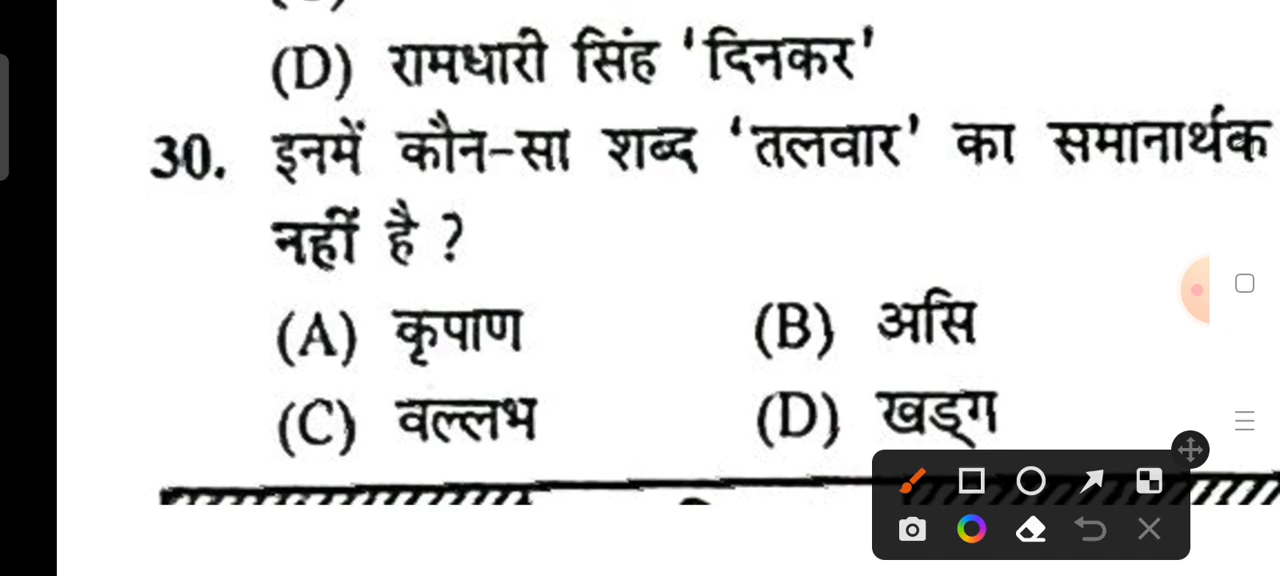 (D) रामधारी सिंह 'दिनकर'
30. इनमें कौन-सा शब्द 'तलवार' का समानार्थक
नहीं है ?
(A) कृपाण (B) असि
(C) वल्लभ (D) खड्ग